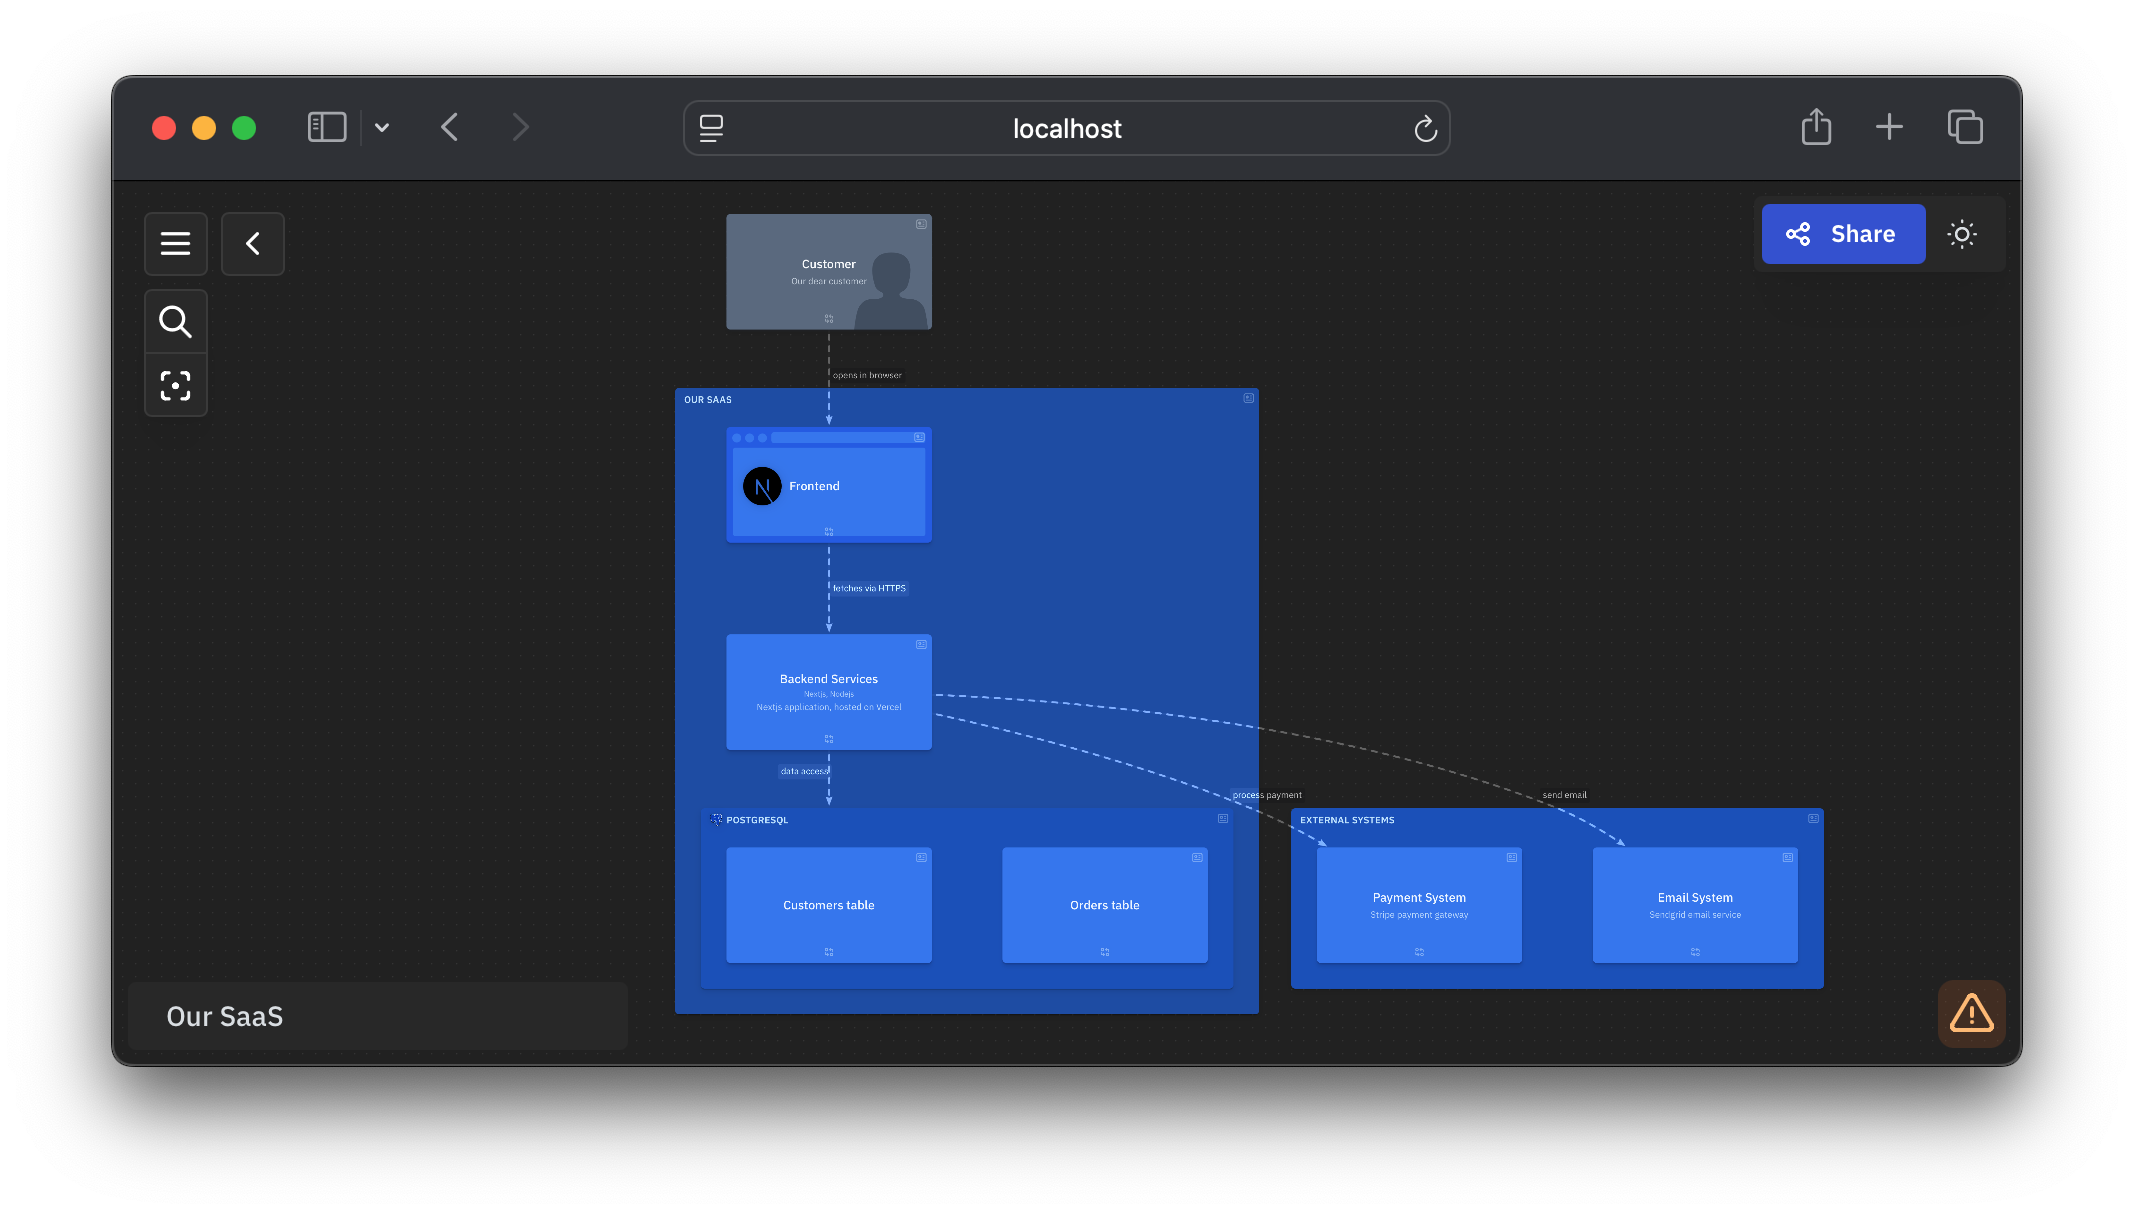 localhost
Share
Customer
Our dear customer
opens in browser
OUR SAAS
Frontend
fetches via HTTPS
Backend Services
Nextjs, Nodejs
Nextjs application, hosted on Vercel
data access
process payment
send email
POSTGRESQL
EXTERNAL SYSTEMS
Customers table
Orders table
Payment System
Stripe payment gateway
Email System
Sendgrid email service
Our SaaS